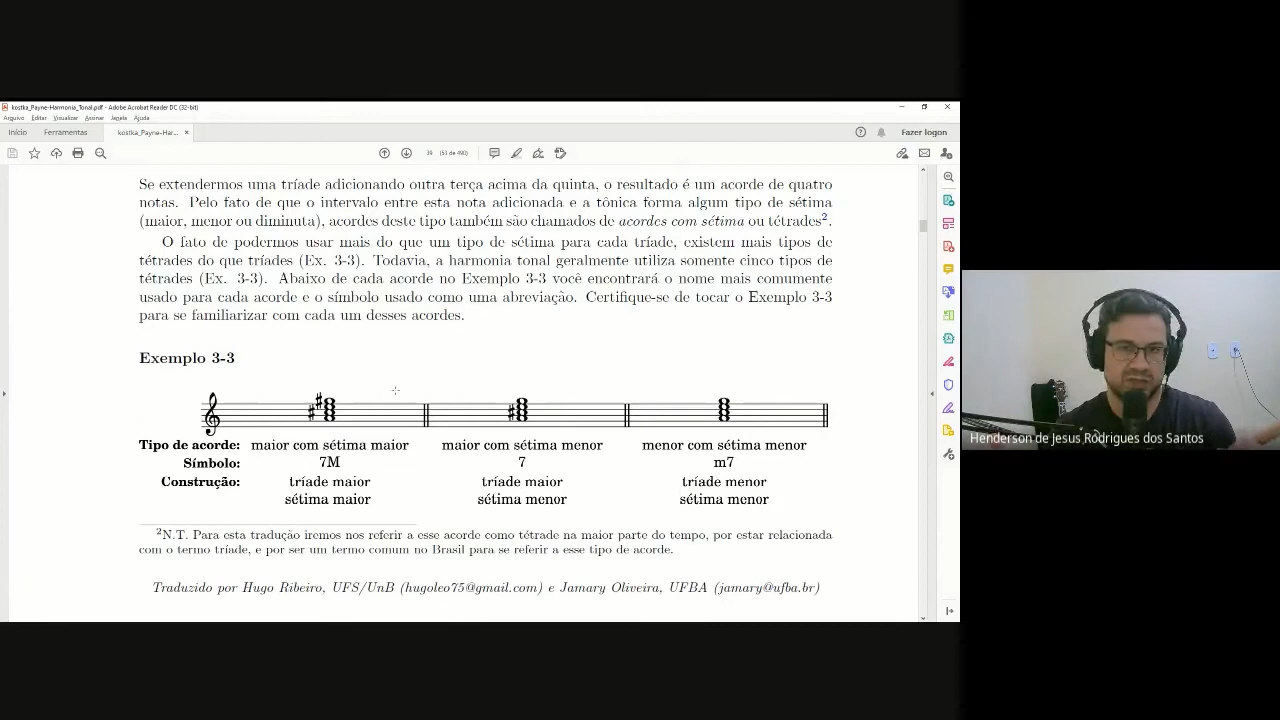 kostka_Payne-Harmonia_Tonal.pdf - Adobe Acrobat Reader DC (32-bit)
Arquivo Editar Visualizar Assinar Janela Ajuda
Início Ferramentas kostka_Payne-Har... × Fazer logon
39 (53 de 490)
Se extendermos uma tríade adicionando outra terça acima da quinta, o resultado é um acorde de quatro
notas. Pelo fato de que o intervalo entre esta nota adicionada e a tônica forma algum tipo de sétima
(maior, menor ou diminuta), acordes deste tipo também são chamados de acordes com sétima ou tétrades2.
O fato de podermos usar mais do que um tipo de sétima para cada tríade, existem mais tipos de
tétrades do que tríades (Ex. 3-3). Todavia, a harmonia tonal geralmente utiliza somente cinco tipos de
tétrades (Ex. 3-3). Abaixo de cada acorde no Exemplo 3-3 você encontrará o nome mais comumente
usado para cada acorde e o símbolo usado como uma abreviação. Certifique-se de tocar o Exemplo 3-3
para se familiarizar com cada um desses acordes.
Exemplo 3-3
Tipo de acorde: maior com sétima maior maior com sétima menor menor com sétima menor
Símbolo: 7M 7 m7
Construção: tríade maior tríade maior tríade menor
sétima maior sétima menor sétima menor
2N.T. Para esta tradução iremos nos referir a esse acorde como tétrade na maior parte do tempo, por estar relacionada
com o termo tríade, e por ser um termo comum no Brasil para se referir a esse tipo de acorde.
Traduzido por Hugo Ribeiro, UFS/UnB (hugoleo75@gmail.com) e Jamary Oliveira, UFBA (jamary@ufba.br)
Henderson de Jesus Rodrigues dos Santos